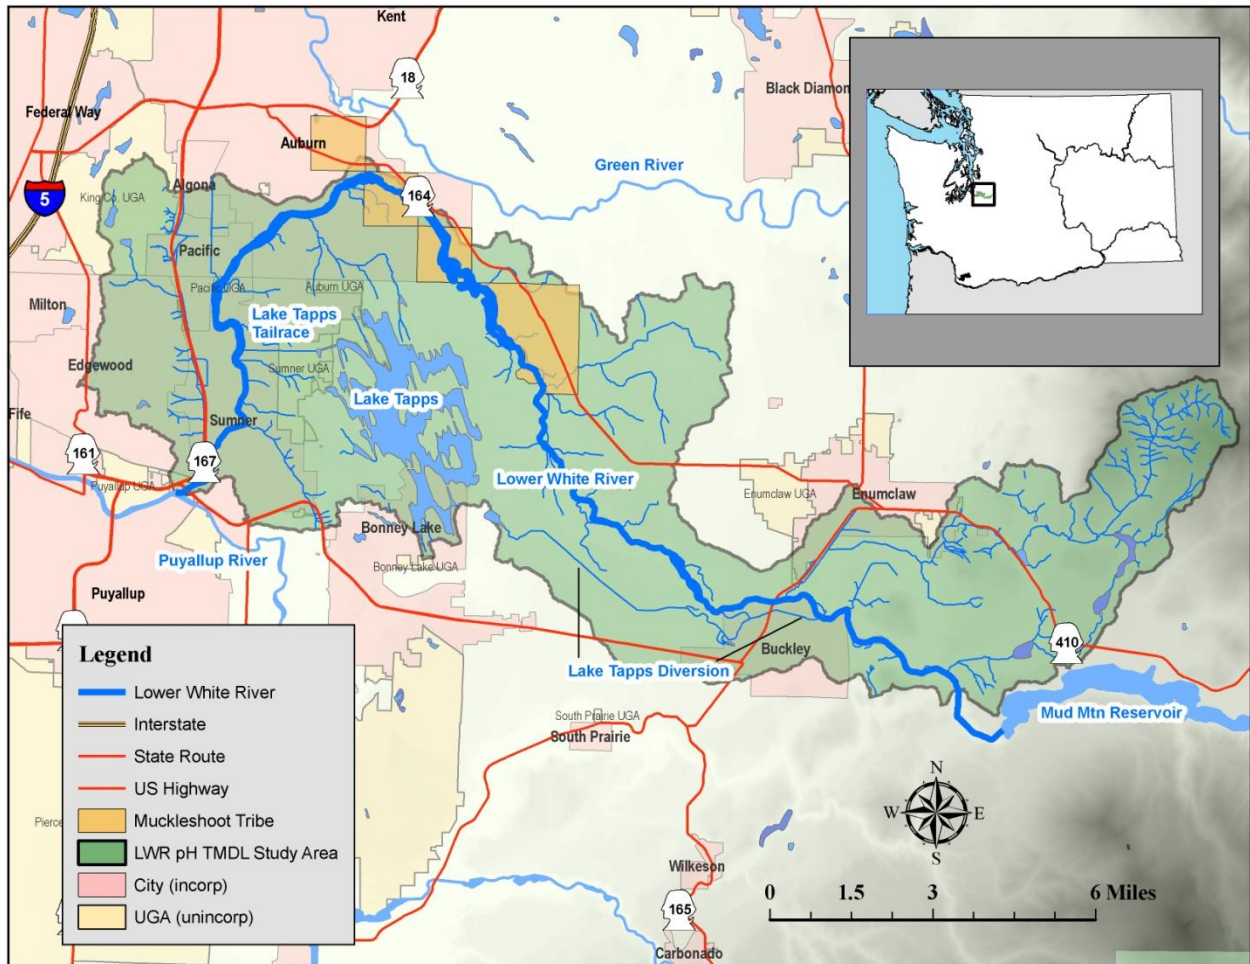 Kent
18
Federal Way
Auburn
Black Diamon
Green River
5
King Co. UGA
Algona
164
Pacific
Pacific UGA
Auburn UGA
Milton
Lake Tapps
Tailrace
Edgewood
Sumner UGA
Lake Tapps
Fife
Sumner
161
167
Puyallup UGA
Lower White River
Enumclaw UGA
Enumclaw
Bonney Lake
Bonney Lake UGA
Puyallup River
Puyallup
Buckley
410
Lake Tapps Diversion
Mud Mtn Reservoir
South Prairie UGA
South Prairie
Legend
Lower White River
Interstate
State Route
US Highway
Muckleshoot Tribe
LWR pH TMDL Study Area
City (incorp)
UGA (unincorp)
Pierce
N
W E
S
Wilkeson
0 1.5 3 6 Miles
165
Carbonado